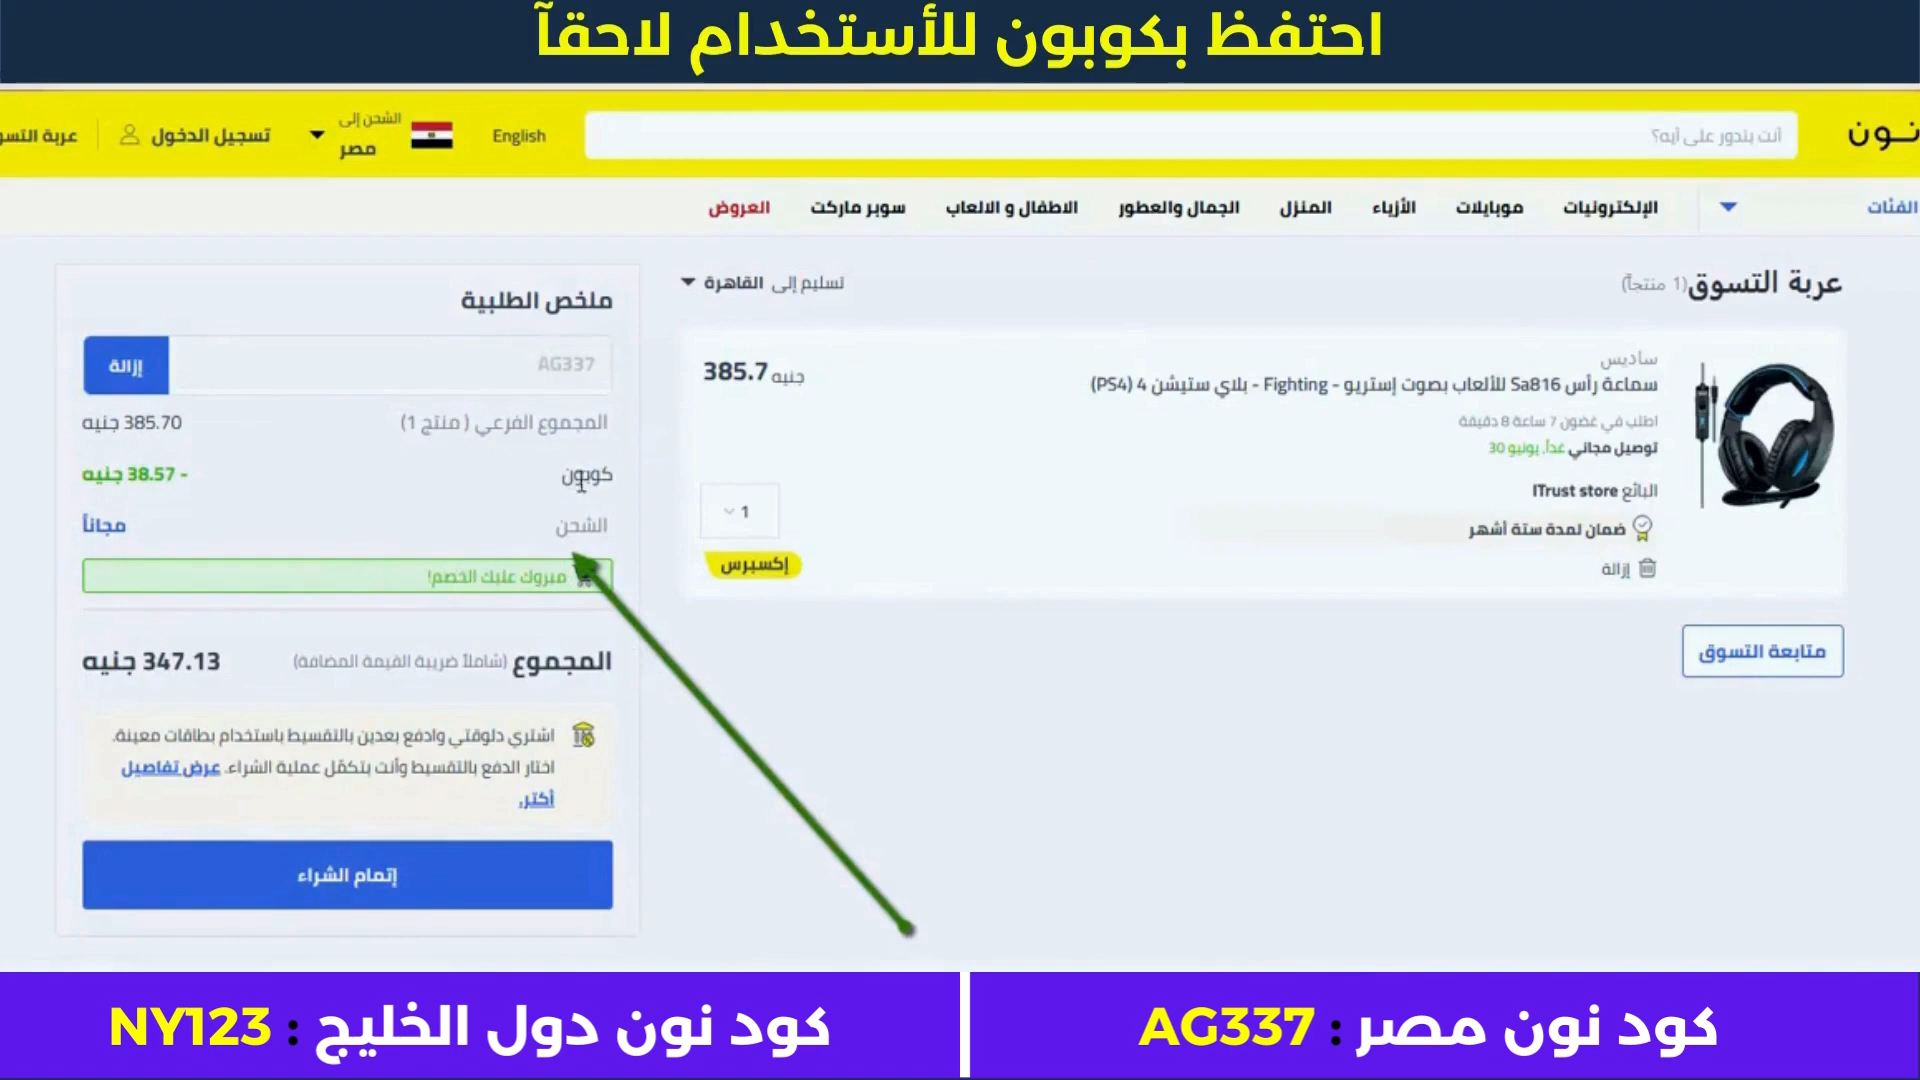 احتفظ بكوبون للأستخدام لاحقآ
نون
أنت بتدور على أيه؟
English
الشحن إلى
مصر
تسجيل الدخول
عربة
الفئات
الإلكترونيات
موبايلات
الأزياء
المنزل
الجمال والعطور
الاطفال و الالعاب
سوبر ماركت
العروض
عربة التسوق (1 منتجاً)
تسليم إلى القاهرة
ساديس
سماعة رأس Sa816 للألعاب بصوت إستريو - Fighting - بلاي ستيشن 4 (PS4)
جنيه 385.7
اطلب في غضون 7 ساعة 8 دقيقة
توصيل مجاني غداً, يونيو 30
البائع ITrust store
ضمان لمدة ستة أشهر
إزالة
1
إكسبرس
متابعة التسوق
ملخص الطلبية
AG337
إزالة
المجموع الفرعي ( منتج 1)
385.70 جنيه
كوبون
- 38.57 جنيه
الشحن
مجاناً
مبروك عليك الخصم!
المجموع (شاملاً ضريبة القيمة المضافة)
347.13 جنيه
اشتري دلوقتي وادفع بعدين بالتقسيط باستخدام بطاقات معينة.
اختار الدفع بالتقسيط وأنت بتكمّل عملية الشراء. عرض تفاصيل
أكتر.
إتمام الشراء
كود نون مصر : AG337
كود نون دول الخليج : NY123